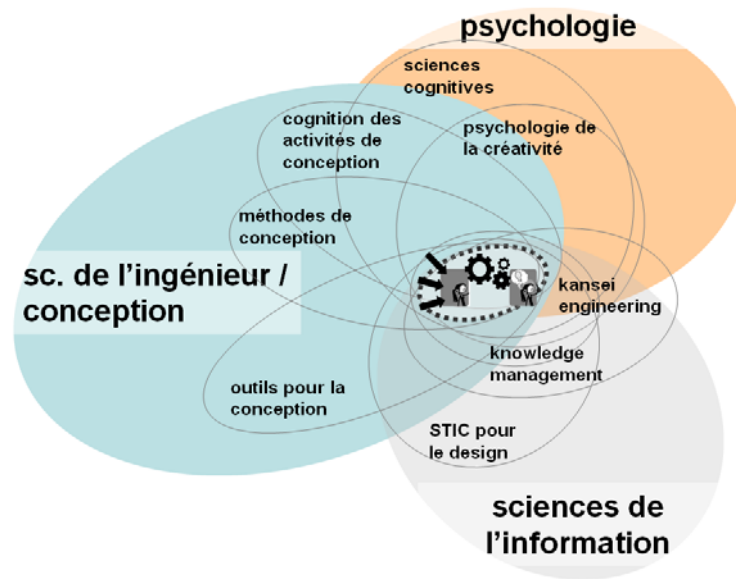 psychologie
sciences
cognitives
cognition des
activités de
conception
psychologie de
la créativité
méthodes de
conception
sc. de l'ingénieur /
conception
kansei
engineering
knowledge
management
outils pour la
conception
STIC pour
le design
sciences de
l'information